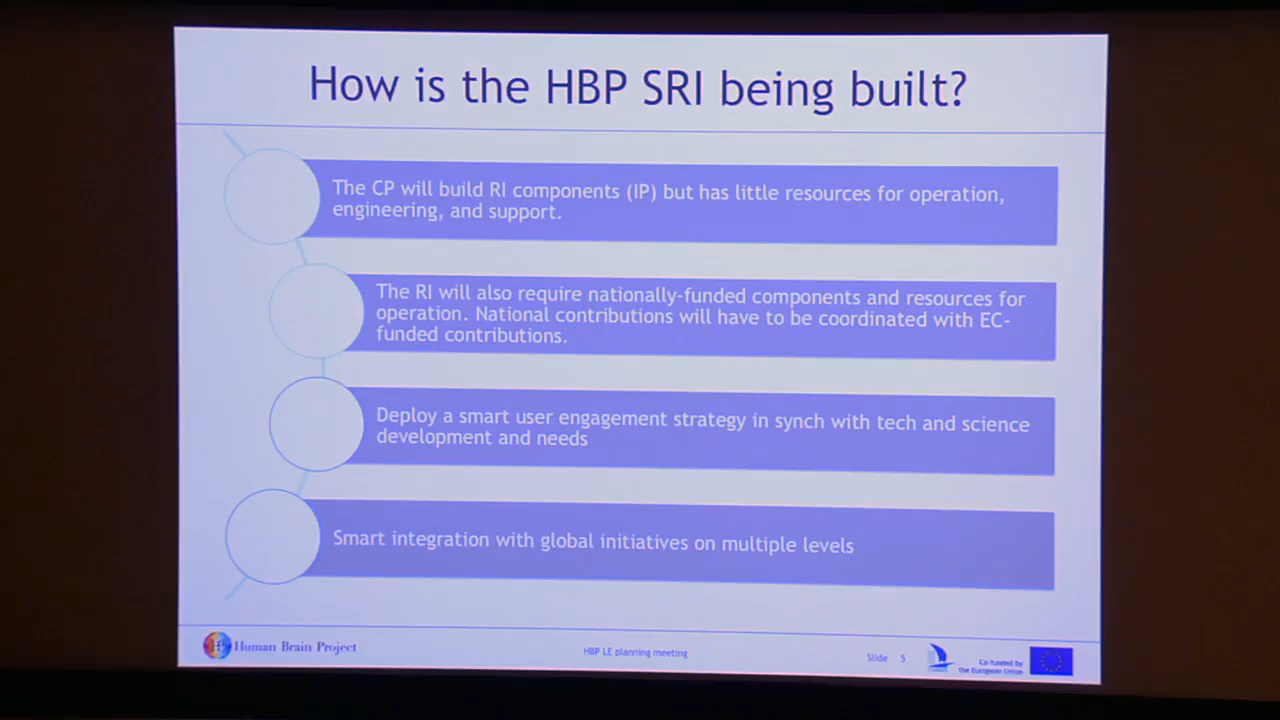 How is the HBP SRI being built?
The CP will build RI components (IP) but has little resources for operation,
engineering, and support.
The RI will also require nationally-funded components and resources for
operation. National contributions will have to be coordinated with EC-
funded contributions.
Deploy a smart user engagement strategy in synch with tech and science
development and needs
Smart integration with global initiatives on multiple levels
Human Brain Project
HBP LE planning meeting
Slide 5
Co-funded by
the European Union